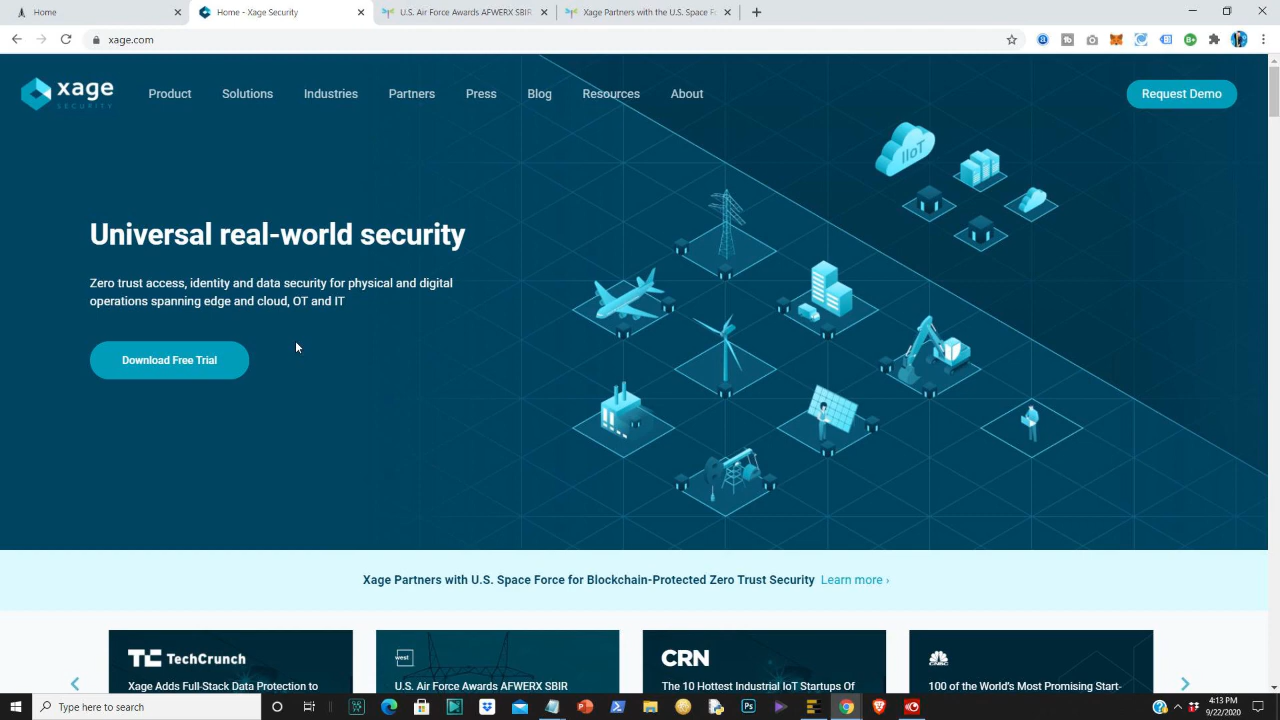 Home
Home - Xage Security
U.S. Air Force Awards AFWERX SBIR
Xage Partners with the U.S. Space F
xage.com
xage
SECURITY
Product
Solutions
Industries
Partners
Press
Blog
Resources
About
Request Demo
IIoT
Universal real-world security
Zero trust access, identity and data security for physical and digital
operations spanning edge and cloud, OT and IT
Download Free Trial
Xage Partners with U.S. Space Force for Blockchain-Protected Zero Trust Security Learn more ›
TC TechCrunch
Xage Adds Full-Stack Data Protection to
west
U.S. Air Force Awards AFWERX SBIR
CRN
The 10 Hottest Industrial IoT Startups Of
CNBC
100 of the World's Most Promising Start-
Type here to search
Ps
4:13 PM
9/22/2020